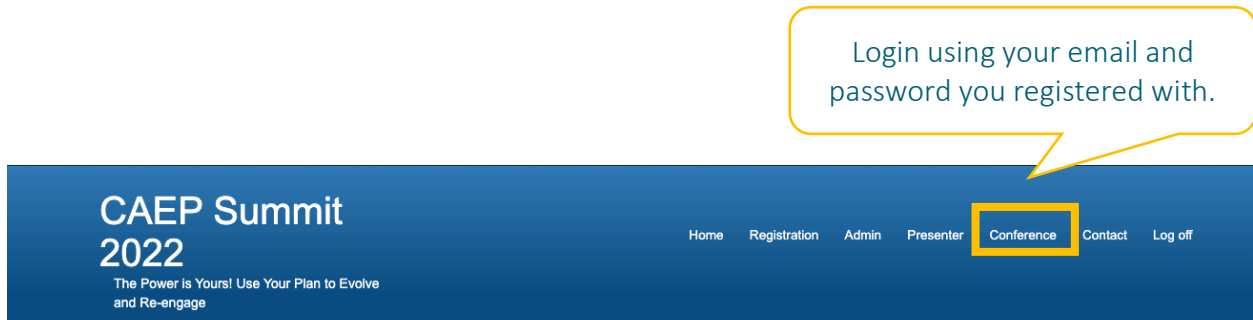 Login using your email and
password you registered with.
CAEP Summit
2022
The Power is Yours! Use Your Plan to Evolve
and Re-engage
Home Registration Admin Presenter Conference Contact Log off